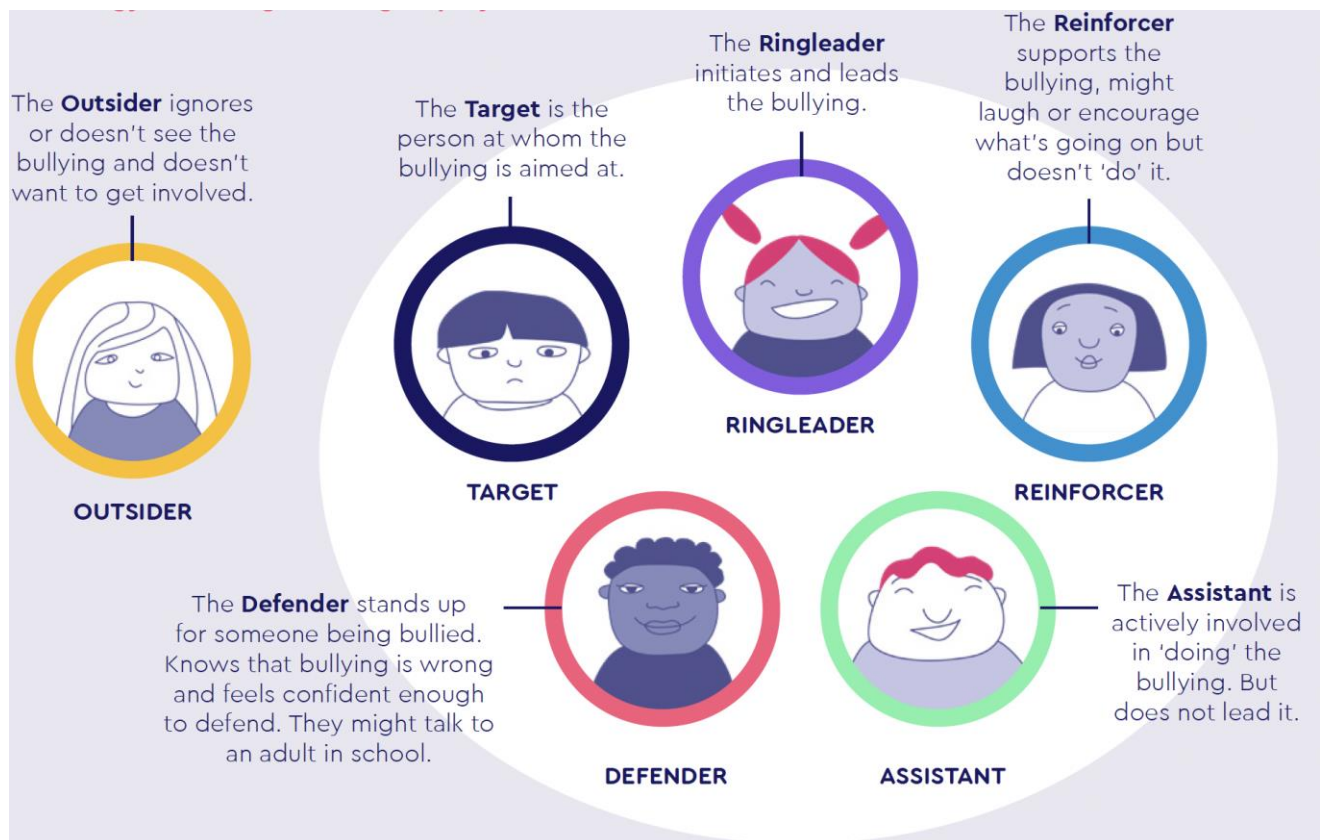 The Outsider ignores
or doesn't see the
bullying and doesn't
want to get involved.
OUTSIDER
The Target is the
person at whom the
bullying is aimed at.
TARGET
The Ringleader
initiates and leads
the bullying.
RINGLEADER
The Reinforcer
supports the
bullying, might
laugh or encourage
what's going on but
doesn't 'do' it.
REINFORCER
The Defender stands up
for someone being bullied.
Knows that bullying is wrong
and feels confident enough
to defend. They might talk to
an adult in school.
DEFENDER
The Assistant is
actively involved
in 'doing' the
bullying. But
does not lead it.
ASSISTANT